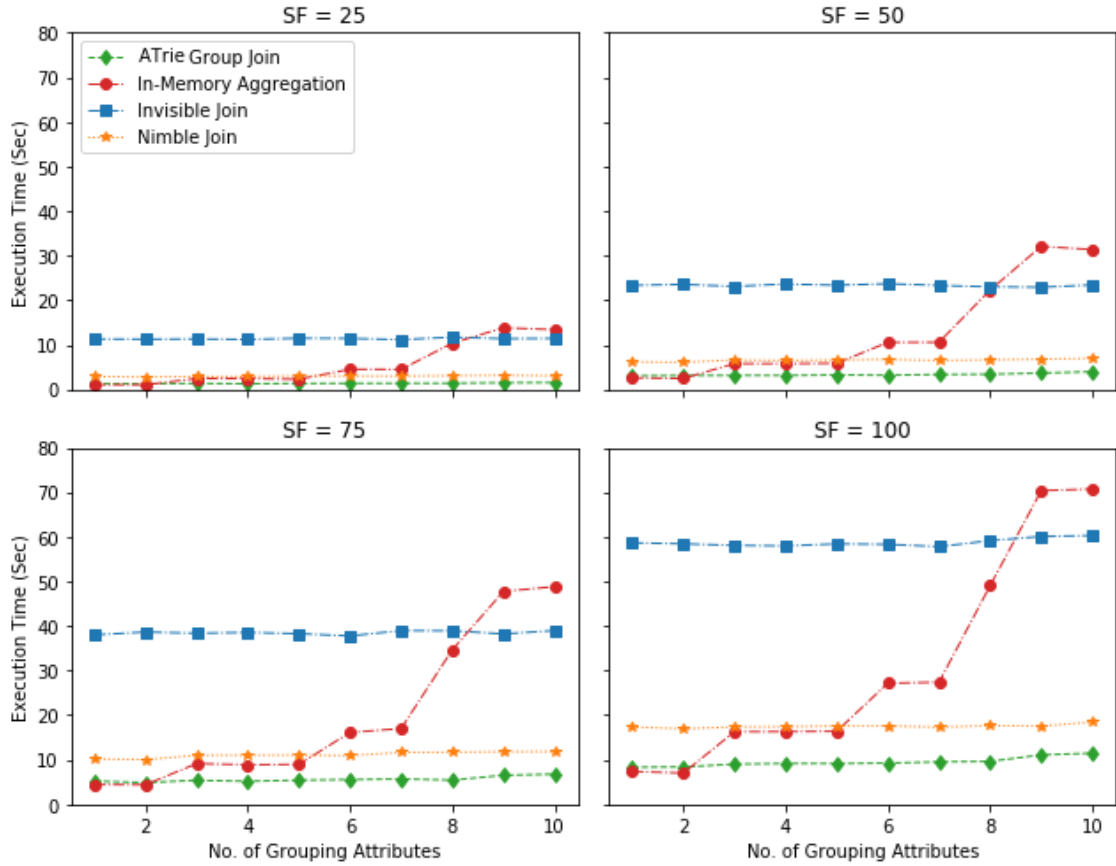 SF = 25
80
70
60
50
40
30
20
10
0
Execution Time (Sec)
ATrie Group Join
In-Memory Aggregation
Invisible Join
Nimble Join
SF = 50
SF = 75
80
70
60
50
40
30
20
10
0
Execution Time (Sec)
2 4 6 8 10
No. of Grouping Attributes
SF = 100
2 4 6 8 10
No. of Grouping Attributes